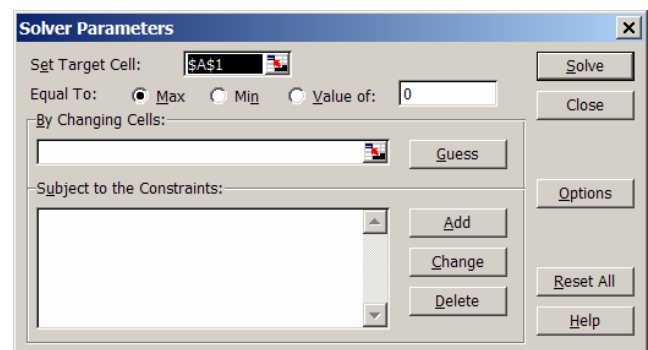 Solver Parameters
Set Target Cell: $A$1 Solve
Equal To: Max Min Value of: 0 Close
By Changing Cells:
Guess
Subject to the Constraints: Options
Add
Change
Reset All
Delete
Help